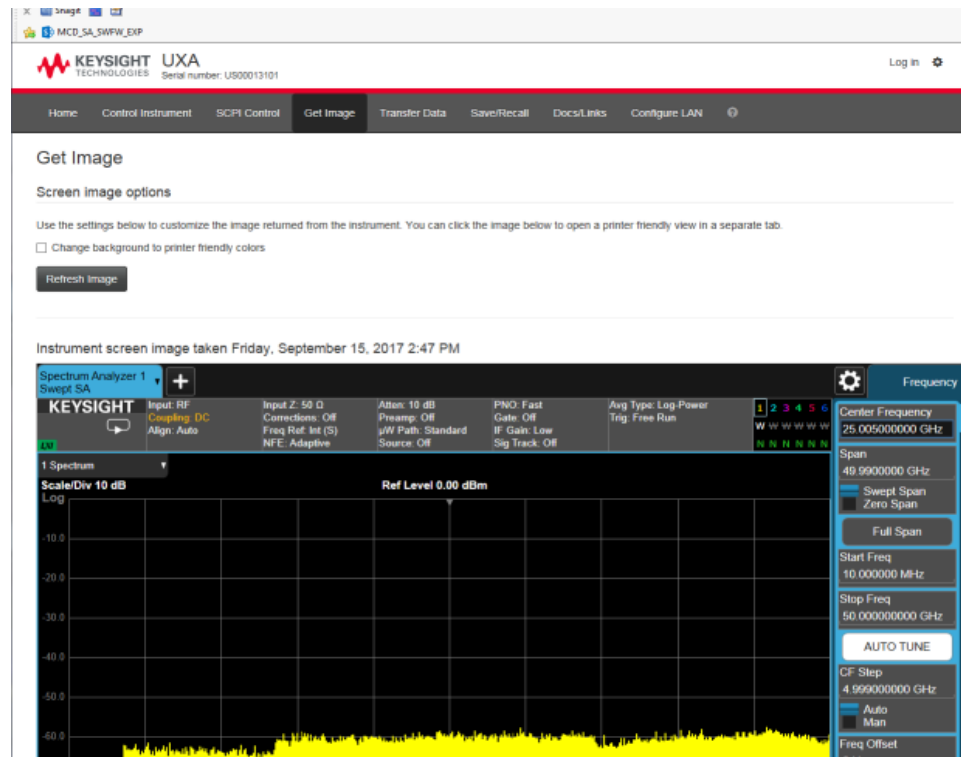 X Snagit
MCD_SA_SWFW_EXP
KEYSIGHT TECHNOLOGIES UXA
Serial number: US00013101
Log in
Home Control Instrument SCPI Control Get Image Transfer Data Save/Recall Docs/Links Configure LAN
Get Image
Screen image options
Use the settings below to customize the image returned from the instrument. You can click the image below to open a printer friendly view in a separate tab.
Change background to printer friendly colors
Refresh Image
Instrument screen image taken Friday, September 15, 2017 2:47 PM
Spectrum Analyzer 1
Swept SA
+
Frequency
KEYSIGHT
LXI
Input: RF
Coupling: DC
Align: Auto
Input Z: 50 Ω
Corrections: Off
Freq Ref: Int (S)
NFE: Adaptive
Atten: 10 dB
Preamp: Off
µW Path: Standard
Source: Off
PNO: Fast
Gate: Off
IF Gain: Low
Sig Track: Off
Avg Type: Log-Power
Trig: Free Run
1 2 3 4 5 6
W W W W W W
N N N N N N
1 Spectrum
Scale/Div 10 dB
Ref Level 0.00 dBm
Log
-10.0
-20.0
-30.0
-40.0
-50.0
-60.0
Center Frequency
25.005000000 GHz
Span
49.9900000 GHz
Swept Span
Zero Span
Full Span
Start Freq
10.000000 MHz
Stop Freq
50.000000000 GHz
AUTO TUNE
CF Step
4.999000000 GHz
Auto
Man
Freq Offset